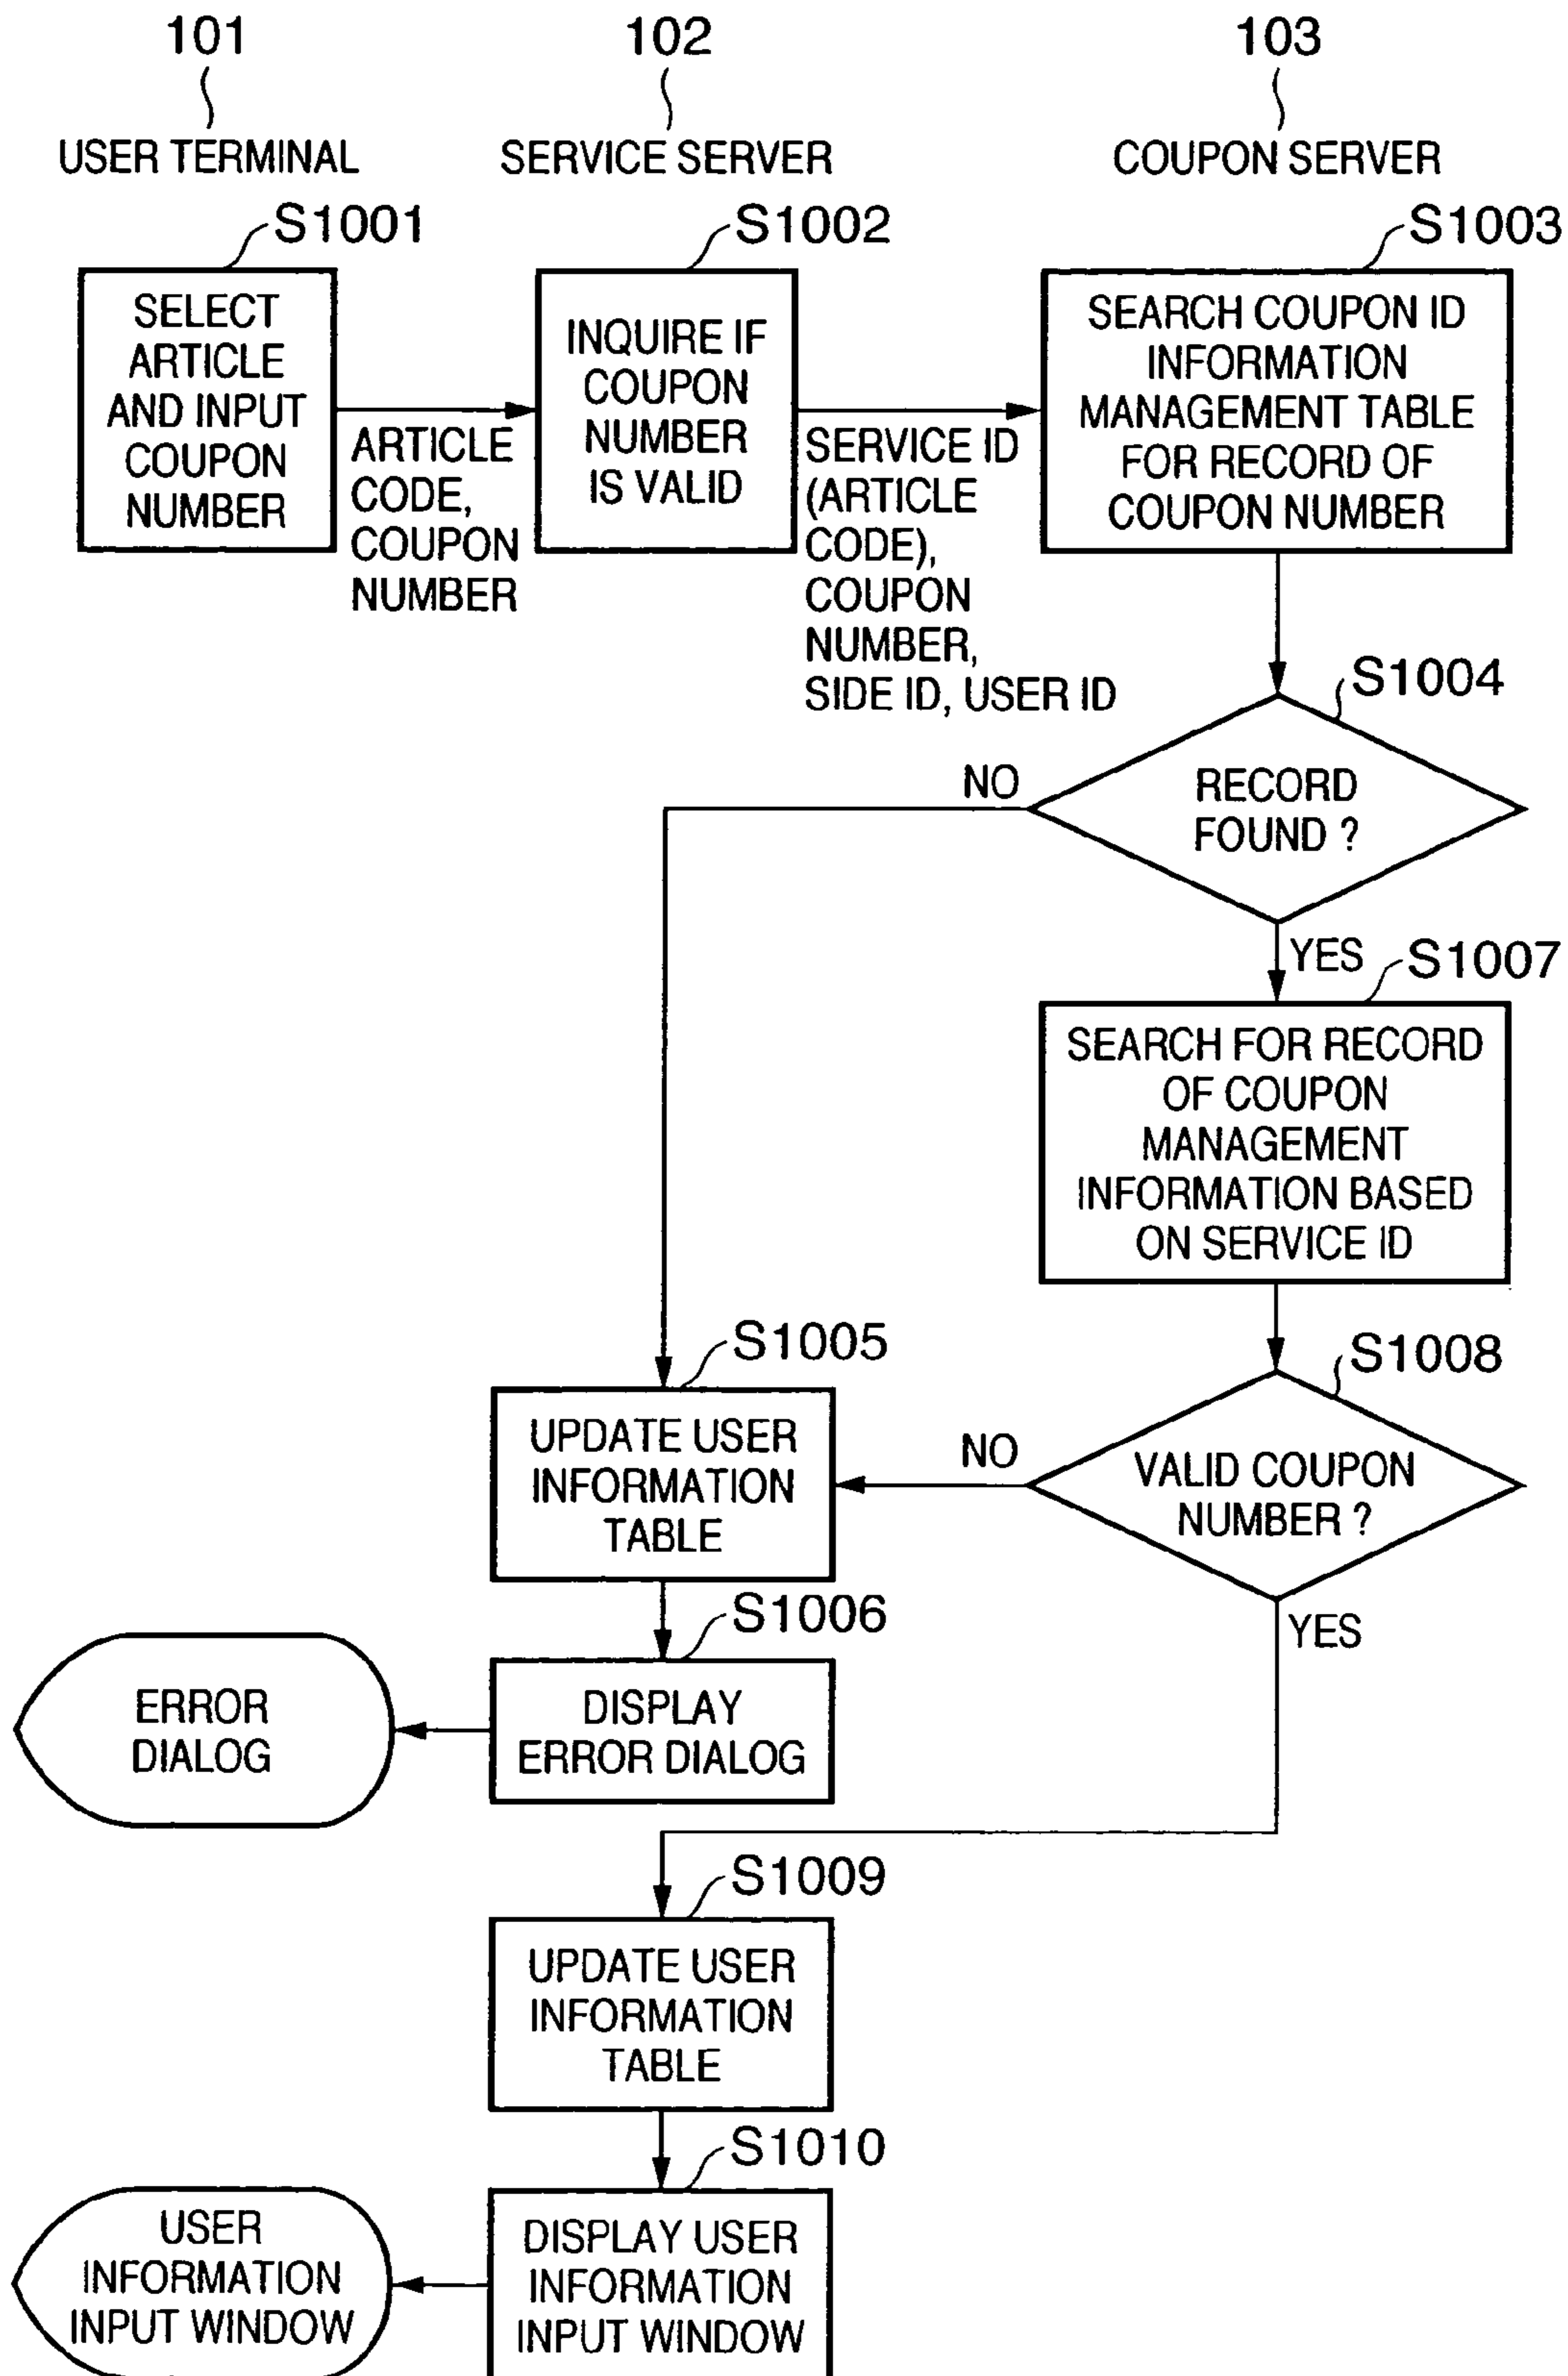 101
102
103
USER TERMINAL
SERVICE SERVER
COUPON SERVER
S1001
S1002
S1003
SELECT
ARTICLE
AND INPUT
COUPON
NUMBER
ARTICLE
CODE,
COUPON
NUMBER
INQUIRE IF
COUPON
NUMBER
IS VALID
SERVICE ID
(ARTICLE
CODE),
COUPON
NUMBER,
SIDE ID, USER ID
SEARCH COUPON ID
INFORMATION
MANAGEMENT TABLE
FOR RECORD OF
COUPON NUMBER
S1004
RECORD
FOUND ?
NO
YES
S1007
SEARCH FOR RECORD
OF COUPON
MANAGEMENT
INFORMATION BASED
ON SERVICE ID
S1008
VALID COUPON
NUMBER ?
NO
YES
S1005
UPDATE USER
INFORMATION
TABLE
S1006
DISPLAY
ERROR DIALOG
ERROR
DIALOG
S1009
UPDATE USER
INFORMATION
TABLE
S1010
DISPLAY USER
INFORMATION
INPUT WINDOW
USER
INFORMATION
INPUT WINDOW